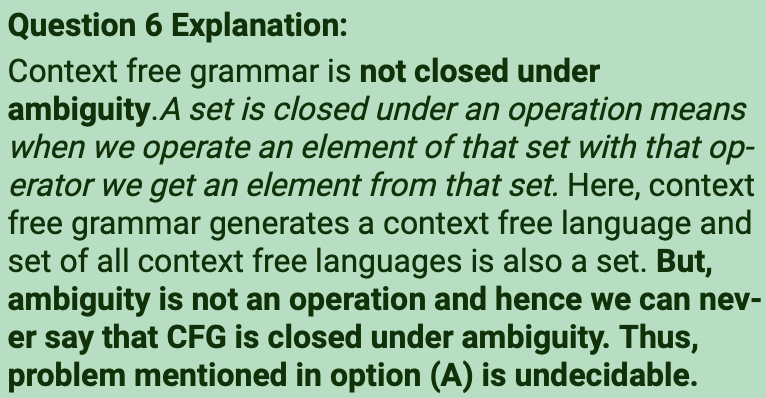 Question 6 Explanation:
Context free grammar is not closed under
ambiguity.A set is closed under an operation means
when we operate an element of that set with that op-
erator we get an element from that set. Here, context
free grammar generates a context free language and
set of all context free languages is also a set. But,
ambiguity is not an operation and hence we can nev-
er say that CFG is closed under ambiguity. Thus,
problem mentioned in option (A) is undecidable.